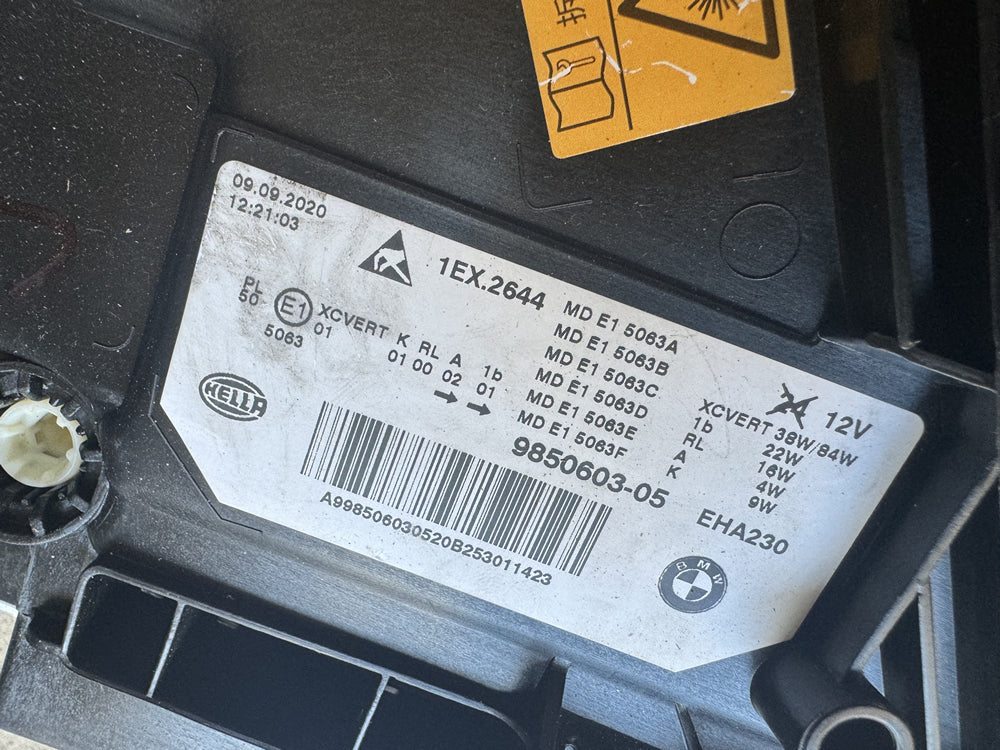 拆
09.09.2020
12:21:03
1EX.2644
PL
50-
E1
XCVERT K RL A 1b
5063
01
01 00 02 01
HELLA
MD E1 5063A
MD E1 5063B
MD E1 5063C
MD E1 5063D
MD E1 5063E
MD E1 5063F
9850603-05
A998506030520B253011423
24 12V
XCVERT 38W/84W
1b 22W
RL 16W
A 4W
K 9W
EHA230
BMW